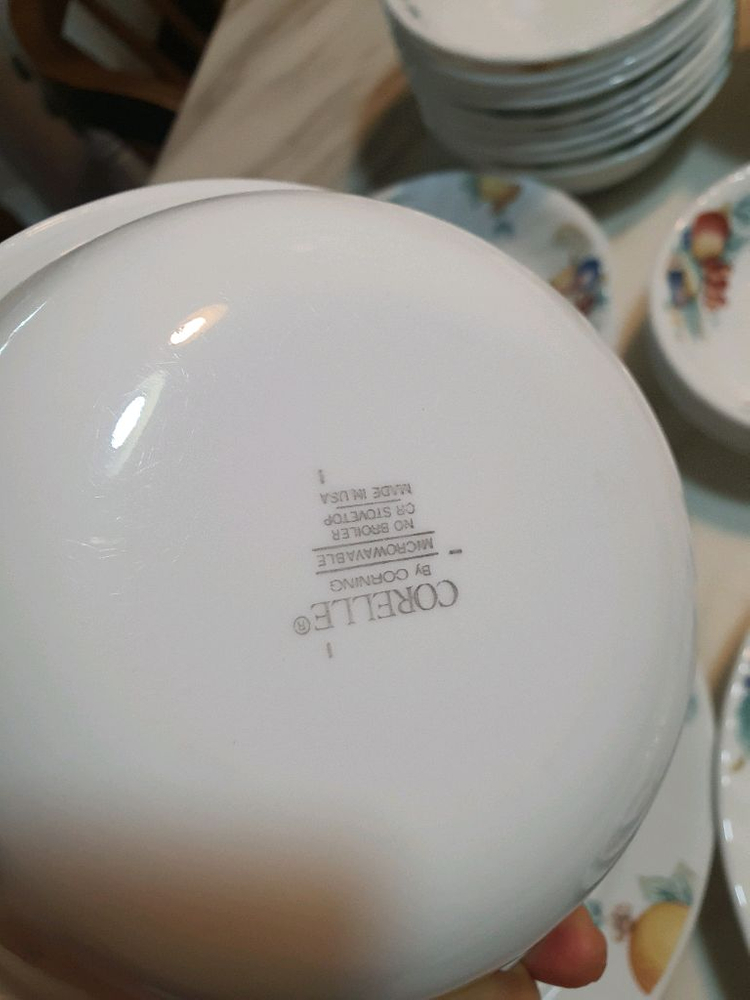 CORELLE®
By CORNING
MICROWAVABLE
NO BROILER
OR STOVETOP
MADE IN USA